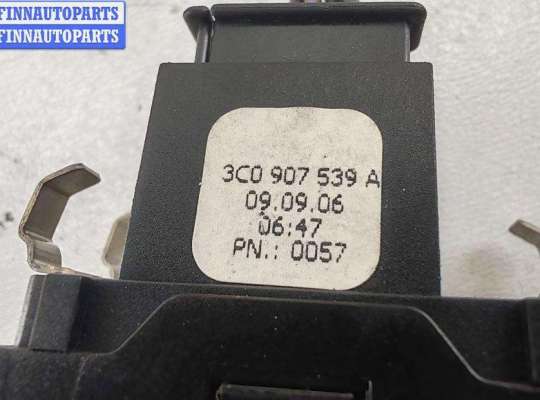 FINNAUTOPARTS
FINNAUTOPARTS
3C0 907 539 A
09.09.06
06:47
PN.: 0057